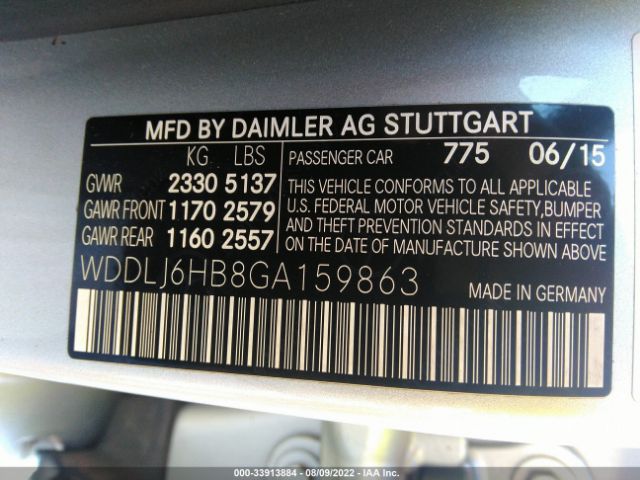 MFD BY DAIMLER AG STUTTGART
KG LBS
GVWR 2330 5137
GAWR FRONT 1170 2579
GAWR REAR 1160 2557
PASSENGER CAR 775 06/15
THIS VEHICLE CONFORMS TO ALL APPLICABLE
U.S. FEDERAL MOTOR VEHICLE SAFETY,BUMPER
AND THEFT PREVENTION STANDARDS IN EFFECT
ON THE DATE OF MANUFACTURE SHOWN ABOVE
WDDLJ6HB8GA159863
MADE IN GERMANY
000-33913884 - 08/09/2022 - IAA Inc.